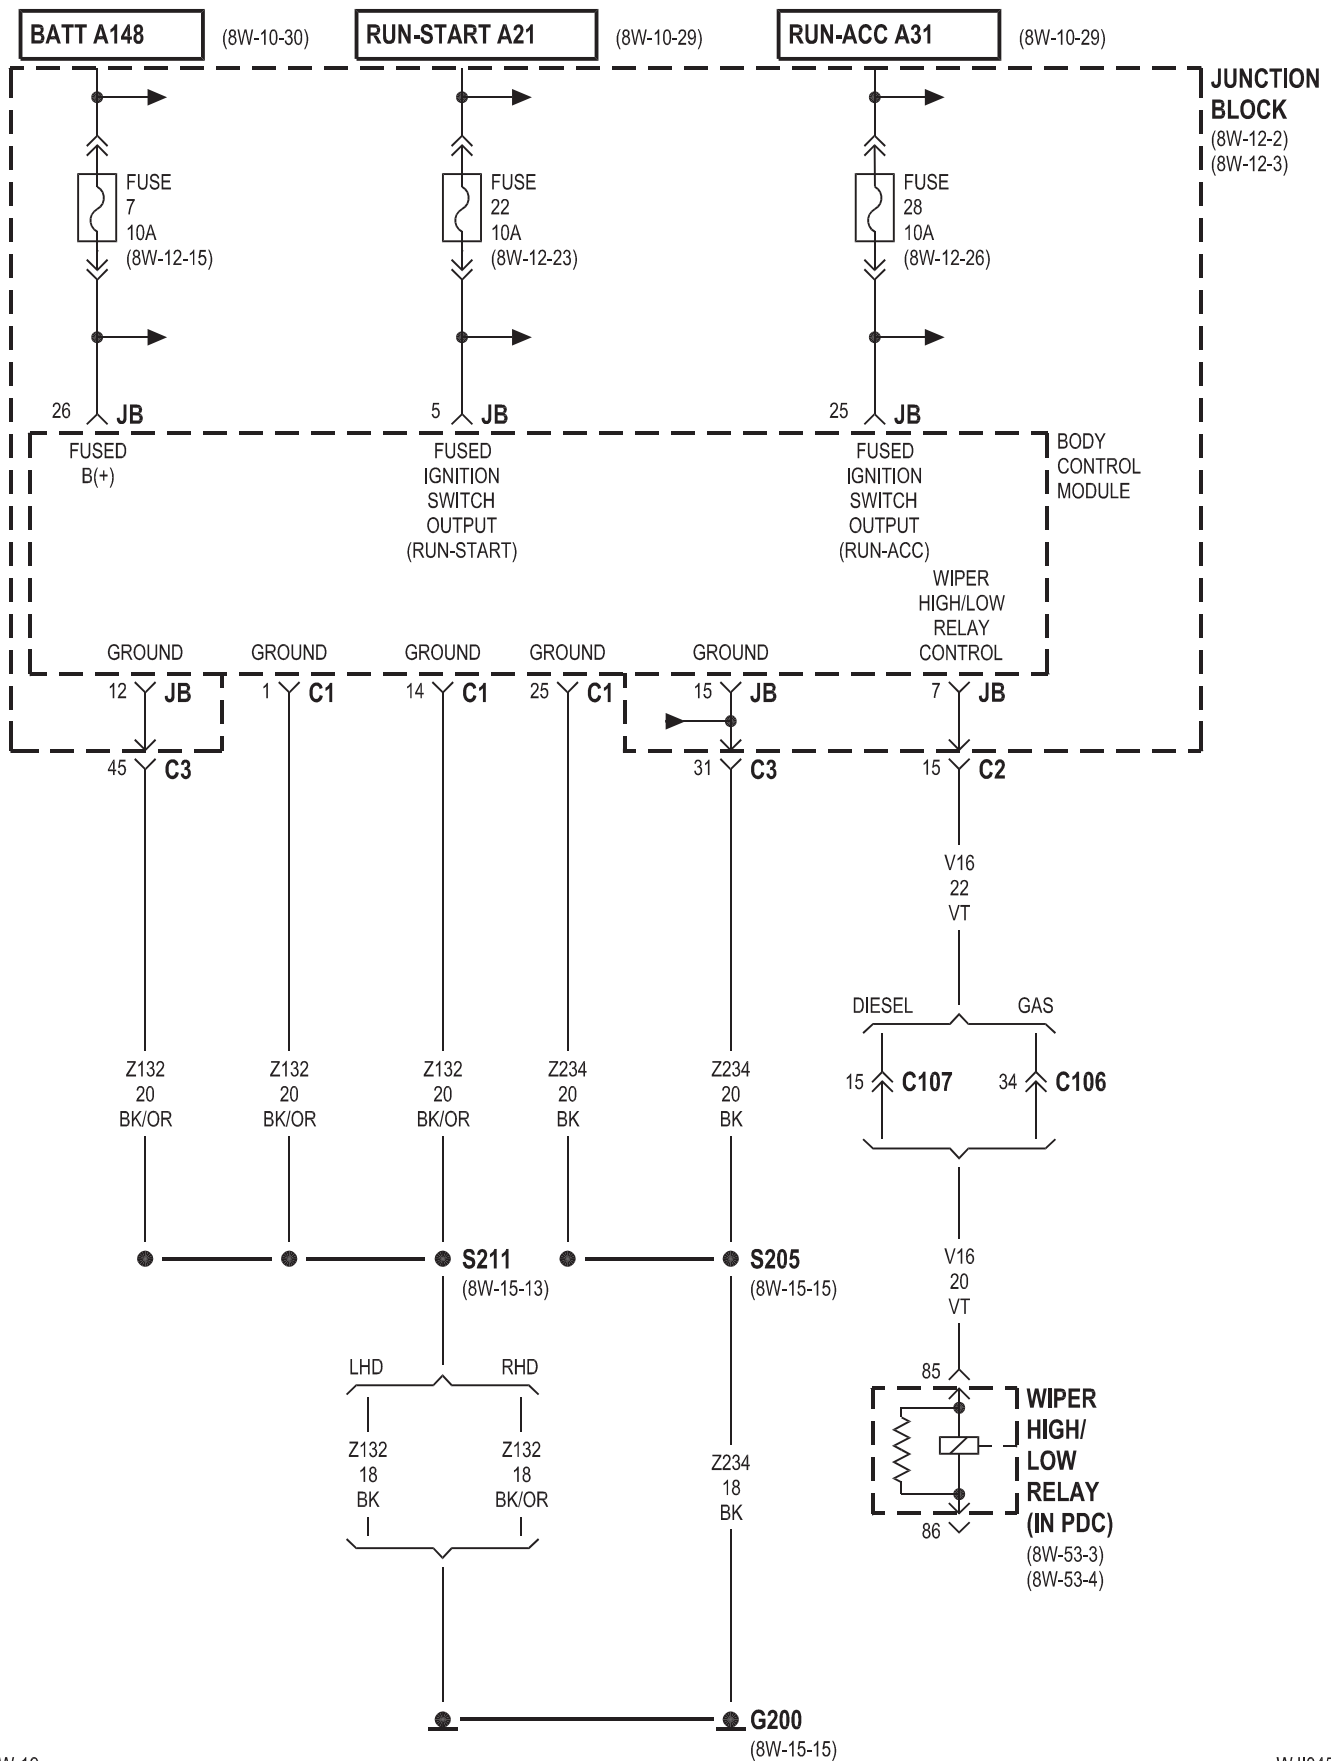 BATT A148
(8W-10-30)
RUN-START A21
(8W-10-29)
RUN-ACC A31
(8W-10-29)
JUNCTION
BLOCK
(8W-12-2)
(8W-12-3)
FUSE
7
10A
(8W-12-15)
FUSE
22
10A
(8W-12-23)
FUSE
28
10A
(8W-12-26)
26 JB
5 JB
25 JB
FUSED
B(+)
FUSED
IGNITION
SWITCH
OUTPUT
(RUN-START)
FUSED
IGNITION
SWITCH
OUTPUT
(RUN-ACC)
BODY
CONTROL
MODULE
WIPER
HIGH/LOW
RELAY
CONTROL
GROUND
GROUND
GROUND
GROUND
GROUND
12 JB
1 C1
14 C1
25 C1
15 JB
7 JB
45 C3
31 C3
15 C2
V16
22
VT
DIESEL
GAS
15 C107
34 C106
Z132
20
BK/OR
Z132
20
BK/OR
Z132
20
BK/OR
Z234
20
BK
Z234
20
BK
S211
(8W-15-13)
S205
(8W-15-15)
V16
20
VT
LHD
RHD
Z132
18
BK
Z132
18
BK/OR
Z234
18
BK
85
WIPER
HIGH/
LOW
RELAY
(IN PDC)
(8W-53-3)
(8W-53-4)
86
G200
(8W-15-15)